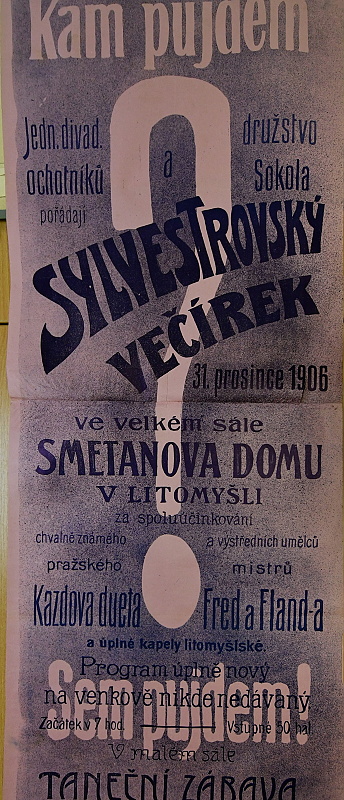 Kam půjdem
Jedn. divad. družstvo
ochotníků a Sokola
pořádají
SYLVESTROVSKÝ
VEČÍREK
31. prosince 1906
ve velkém sále
SMETANOVA DOMU
V LITOMYŠLI
za spoluúčinkování
chvalně známého a výstředních umělců
pražského mistrů
Kazdova dueta Fred a Fland-a
a úplné kapely litomyšlské.
Program úplně nový
na venkově nikde nedávaný.
Sem půjdem!
Začátek v 7 hod. Vstupné 50 hal.
V malém sále
TANEČNÍ ZÁBAVA